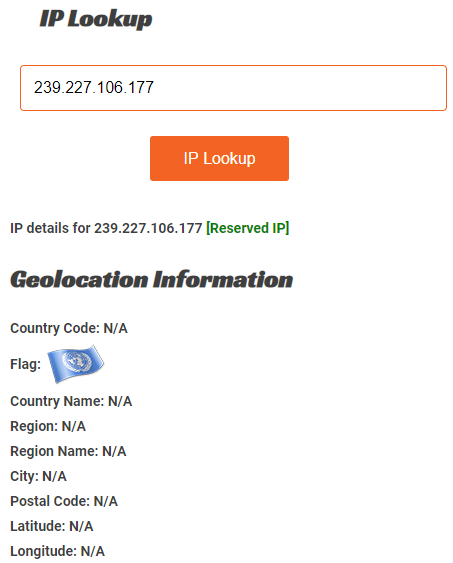 IP Lookup
239.227.106.177
IP Lookup
IP details for 239.227.106.177 [Reserved IP]
Geolocation Information
Country Code: N/A
Flag:
Country Name: N/A
Region: N/A
Region Name: N/A
City: N/A
Postal Code: N/A
Latitude: N/A
Longitude: N/A